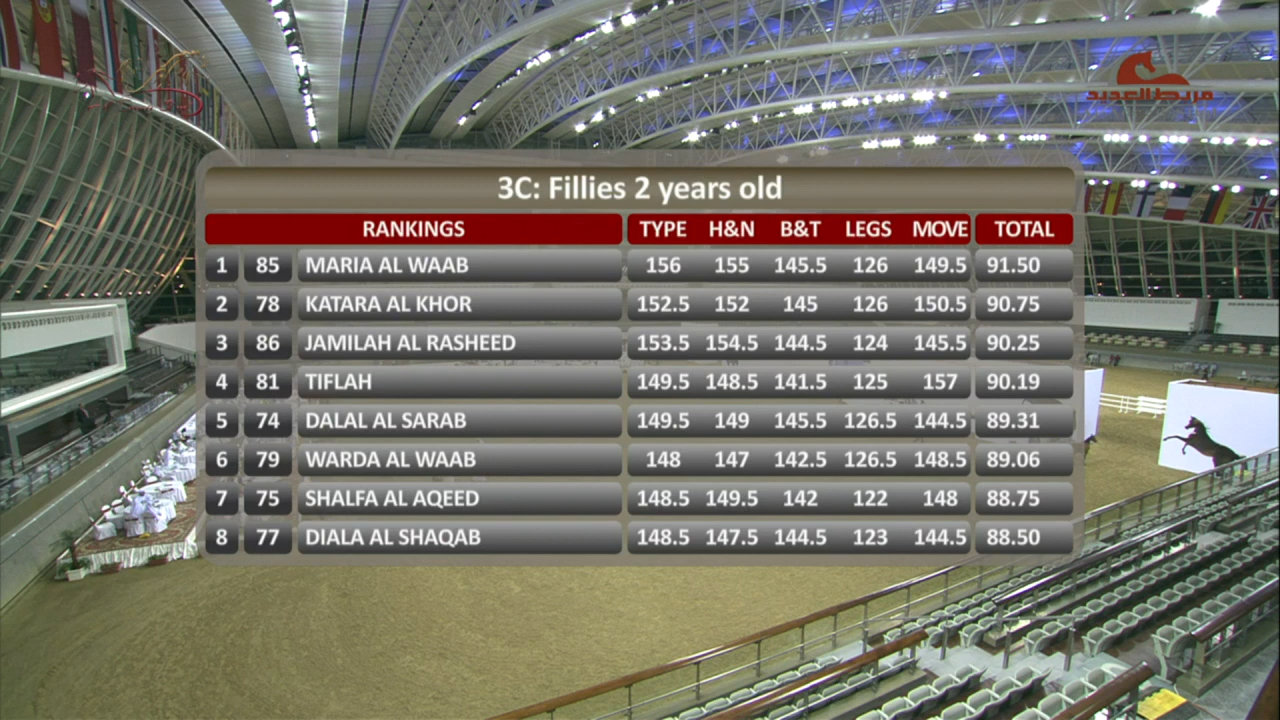 مربط العديد
3C: Fillies 2 years old
RANKINGS TYPE H&N B&T LEGS MOVE TOTAL
1 85 MARIA AL WAAB 156 155 145.5 126 149.5 91.50
2 78 KATARA AL KHOR 152.5 152 145 126 150.5 90.75
3 86 JAMILAH AL RASHEED 153.5 154.5 144.5 124 145.5 90.25
4 81 TIFLAH 149.5 148.5 141.5 125 157 90.19
5 74 DALAL AL SARAB 149.5 149 145.5 126.5 144.5 89.31
6 79 WARDA AL WAAB 148 147 142.5 126.5 148.5 89.06
7 75 SHALFA AL AQEED 148.5 149.5 142 122 148 88.75
8 77 DIALA AL SHAQAB 148.5 147.5 144.5 123 144.5 88.50